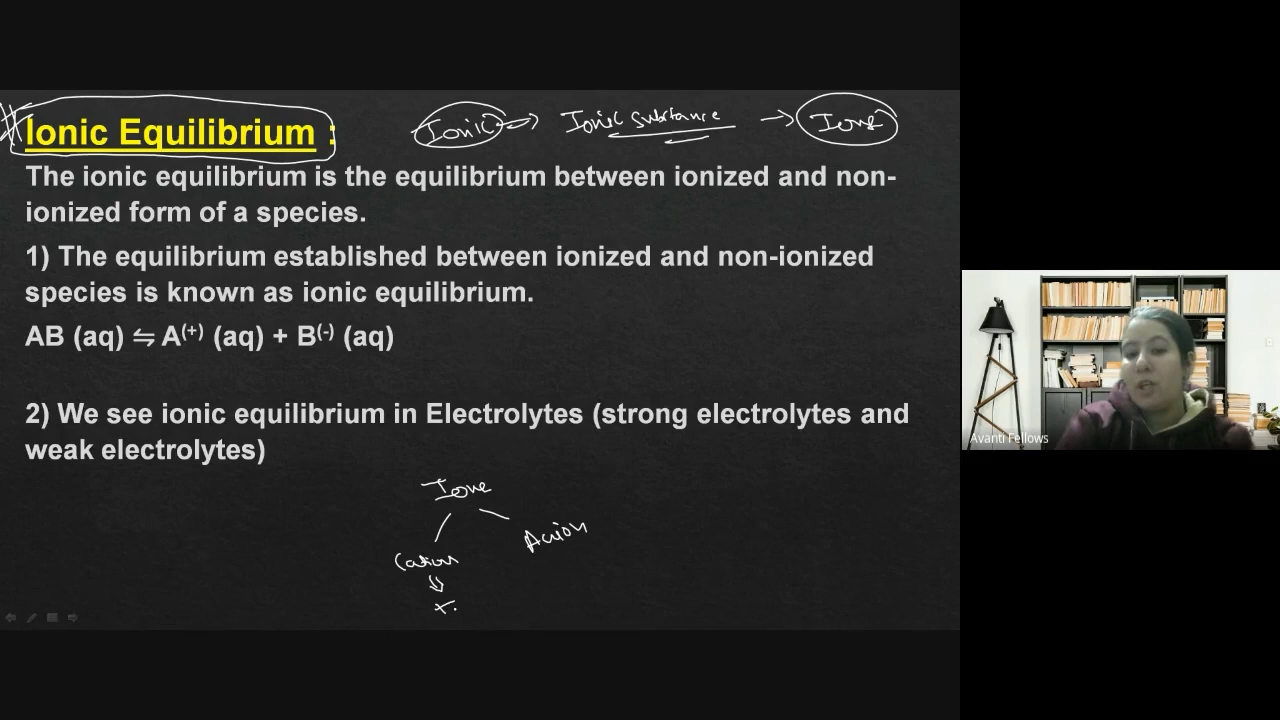 Ionic Equilibrium :
Ionic → Ionic Substance → Ions
The ionic equilibrium is the equilibrium between ionized and non-
ionized form of a species.
1) The equilibrium established between ionized and non-ionized
species is known as ionic equilibrium.
AB (aq) ⇋ A⁽⁺⁾ (aq) + B⁽⁻⁾ (aq)
2) We see ionic equilibrium in Electrolytes (strong electrolytes and
weak electrolytes)
Ions
Cation
Anion
+
Avanti Fellows